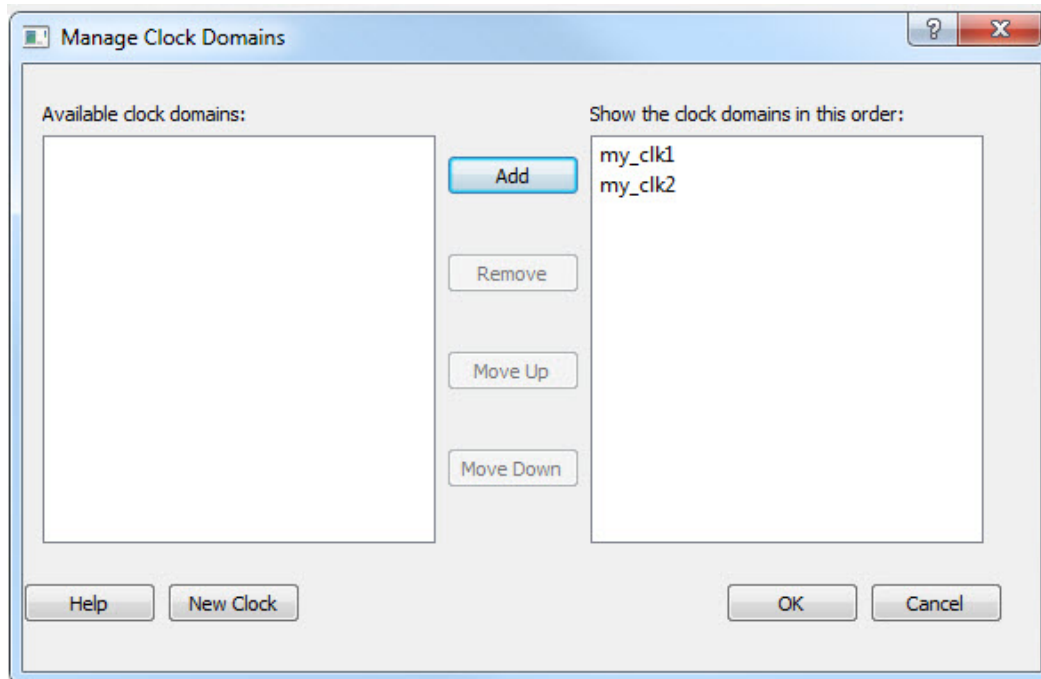 Manage Clock Domains
?
X
Available clock domains:
Show the clock domains in this order:
my_clk1
my_clk2
Add
Remove
Move Up
Move Down
Help
New Clock
OK
Cancel